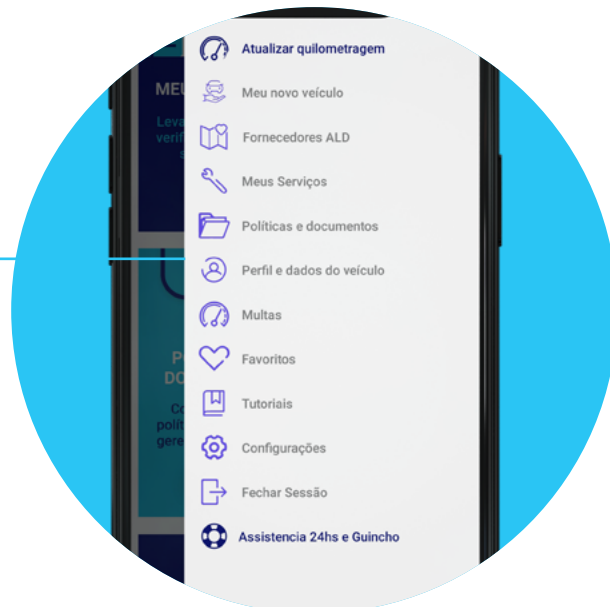 Atualizar quilometragem
Meu novo veículo
Fornecedores ALD
Meus Serviços
Políticas e documentos
Perfil e dados do veículo
Multas
Favoritos
Tutoriais
Configurações
Fechar Sessão
Assistencia 24hs e Guincho